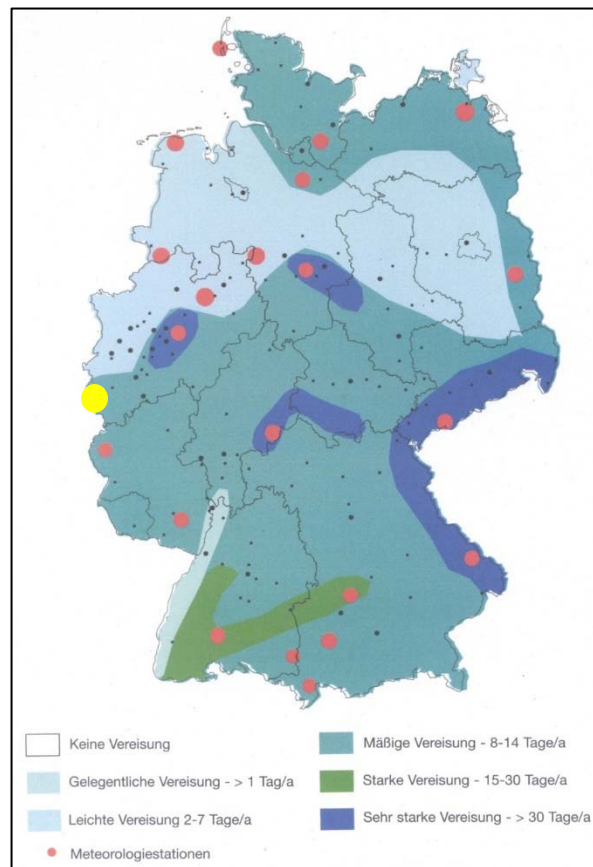 Keine Vereisung
Gelegentliche Vereisung - > 1 Tag/a
Leichte Vereisung 2-7 Tage/a
Meteorologiestationen
Mäßige Vereisung - 8-14 Tage/a
Starke Vereisung - 15-30 Tage/a
Sehr starke Vereisung - > 30 Tage/a